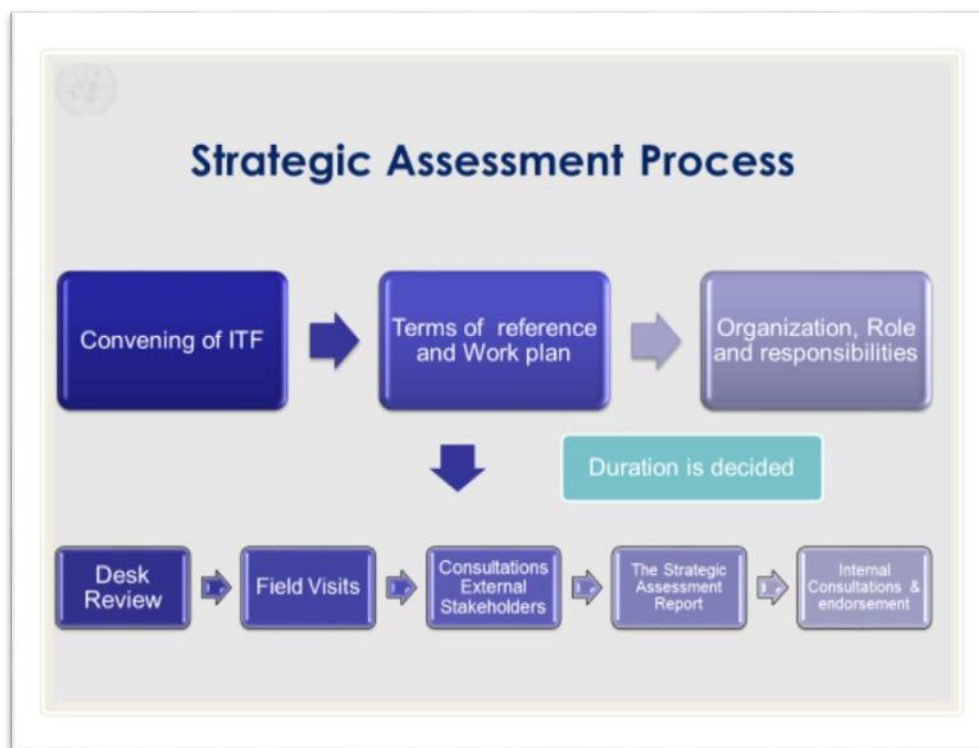 Strategic Assessment Process
Convening of ITF
Terms of reference
and Work plan
Organization, Role
and responsibilities
Duration is decided
Desk
Review
Field Visits
Consultations
External
Stakeholders
The Strategic
Assessment
Report
Internal
Consultations &
endorsement